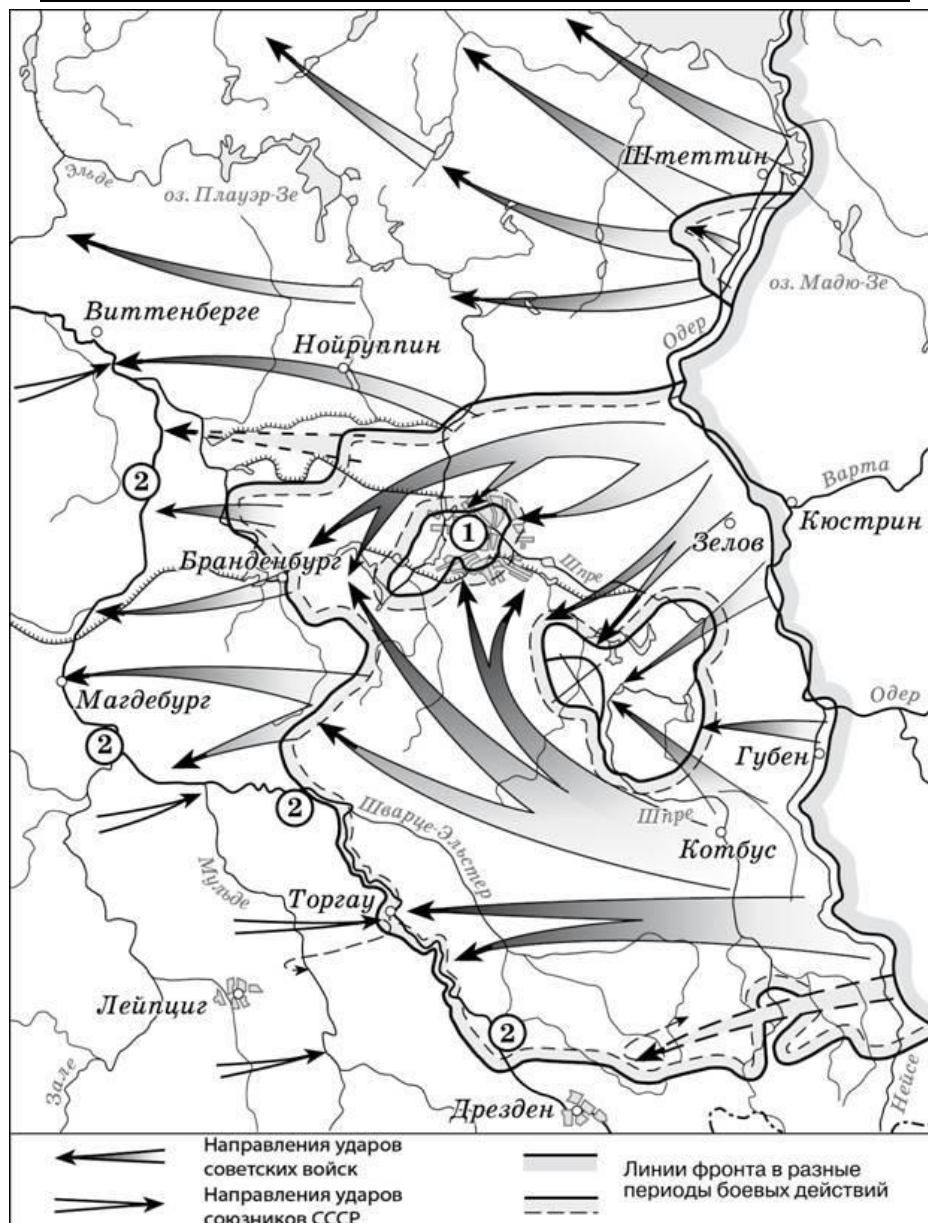 Штеттин
Эльде
оз. Плауэр-Зе
оз. Мадю-Зе
Виттенберге
Одер
Нойруппин
2
Варта
1
Кюстрин
Зелов
Бранденбург
Шпре
Магдебург
Одер
2
Губен
2
Шварце-Эльстер
Шпре
Котбус
Мульде
Торгау
Лейпциг
2
Зале
Дрезден
Нейсе
Направления ударов
советских войск
Направления ударов
союзников СССР
Линии фронта в разные
периоды боевых действий